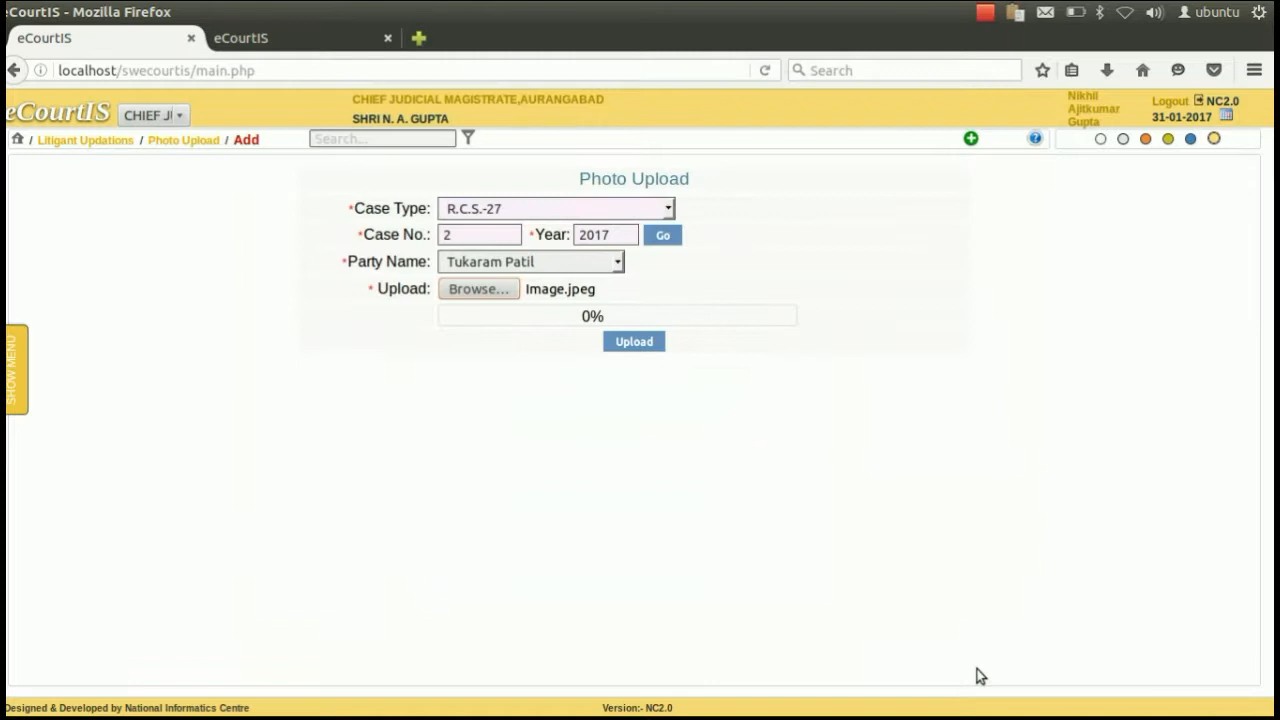 eCourtIS - Mozilla Firefox
ubuntu
eCourtIS
eCourtIS
localhost/swecourtis/main.php
Search
eCourtIS
CHIEF JI
CHIEF JUDICIAL MAGISTRATE,AURANGABAD
SHRI N. A. GUPTA
Nikhil
Ajitkumar
Gupta
Logout NC2.0
31-01-2017
/ Litigant Updations / Photo Upload / Add
Search...
Photo Upload
*Case Type: R.C.S.-27
*Case No.: 2 *Year: 2017 Go
*Party Name: Tukaram Patil
* Upload: Browse... Image.jpeg
0%
Upload
SHOW MENU
Designed & Developed by National Informatics Centre
Version:- NC2.0